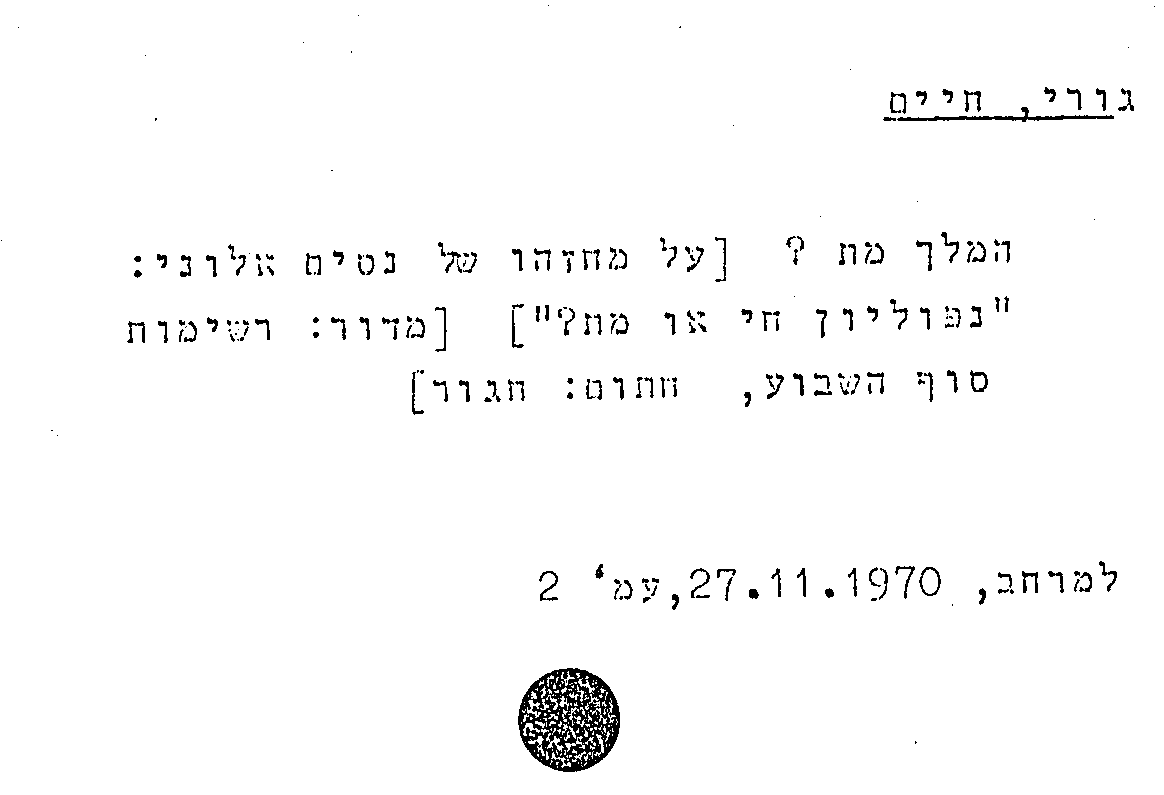 גורי, חיים
המלך מת ? [על מחזהו של נסים אלוני:
"נפוליון חי או מת?"] [מדור: רשימות
סוף השבוע, חתום: חגור]
למרחב, 27.11.1970, עמ' 2